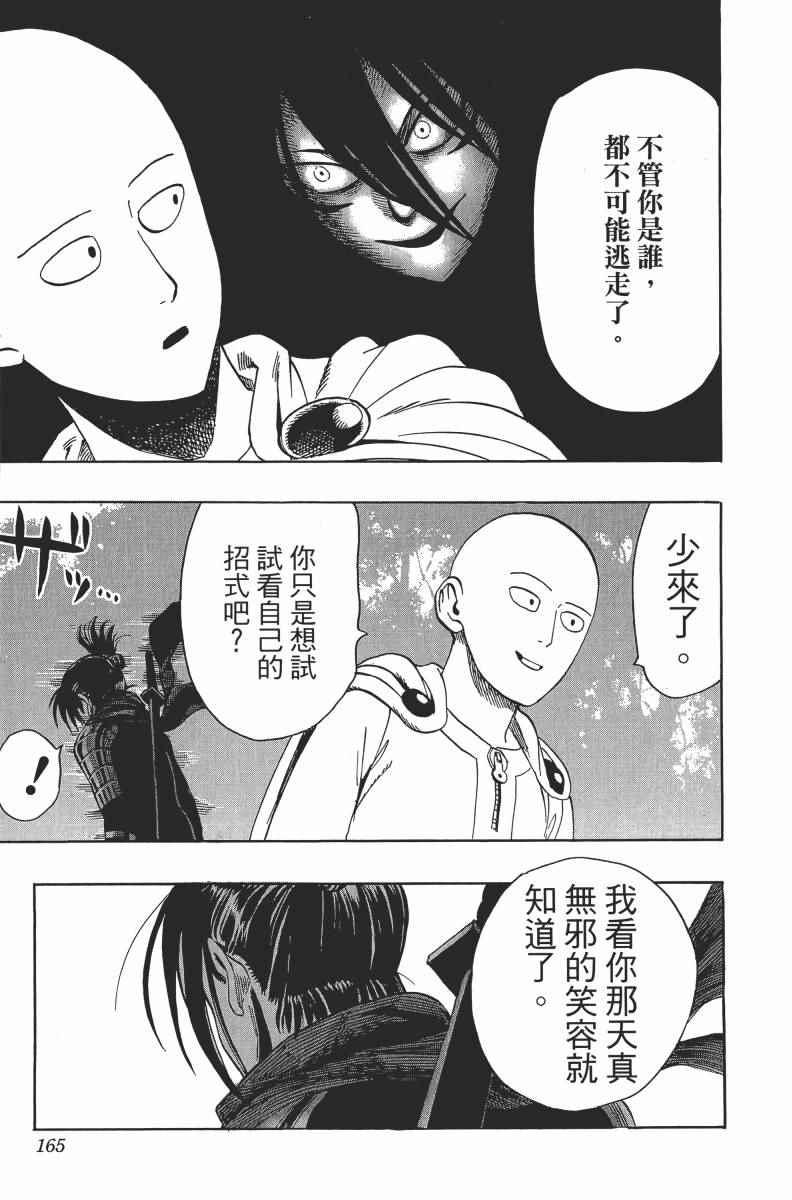 不管你是誰，
都不可能逃走了。
少來了。
你只是想試
試看自己的
招式吧？
ザッ…
！
我看你那天真
無邪的笑容就
知道了。
165